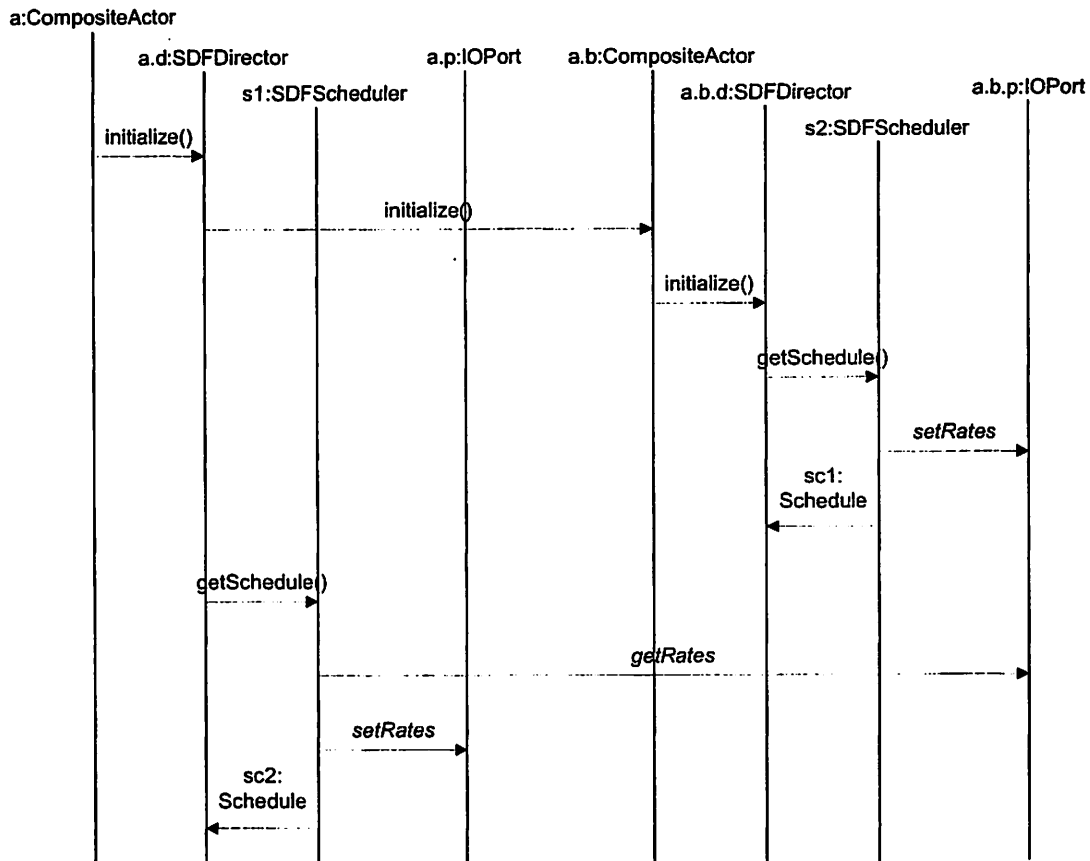 a:CompositeActor
a.d:SDFDirector
a.p:IOPort
a.b:CompositeActor
s1:SDFScheduler
a.b.d:SDFDirector
a.b.p:IOPort
s2:SDFScheduler
initialize()
initialize()
initialize()
getSchedule()
setRates
sc1:
Schedule
getSchedule()
getRates
setRates
sc2:
Schedule